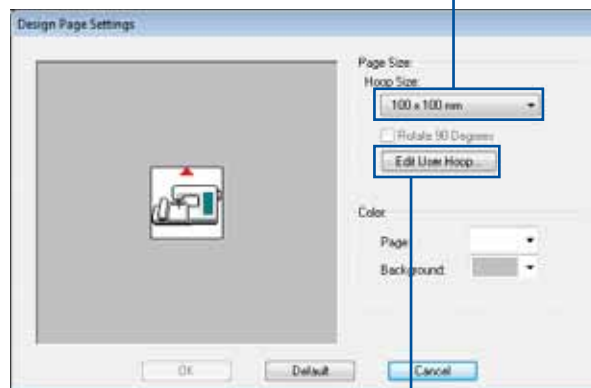 Design Page Settings
Page Size:
Hoop Size:
100 x 100 mm
Rotate 90 Degrees
Edit User Hoop...
Color
Page:
Background:
OK
Default
Cancel